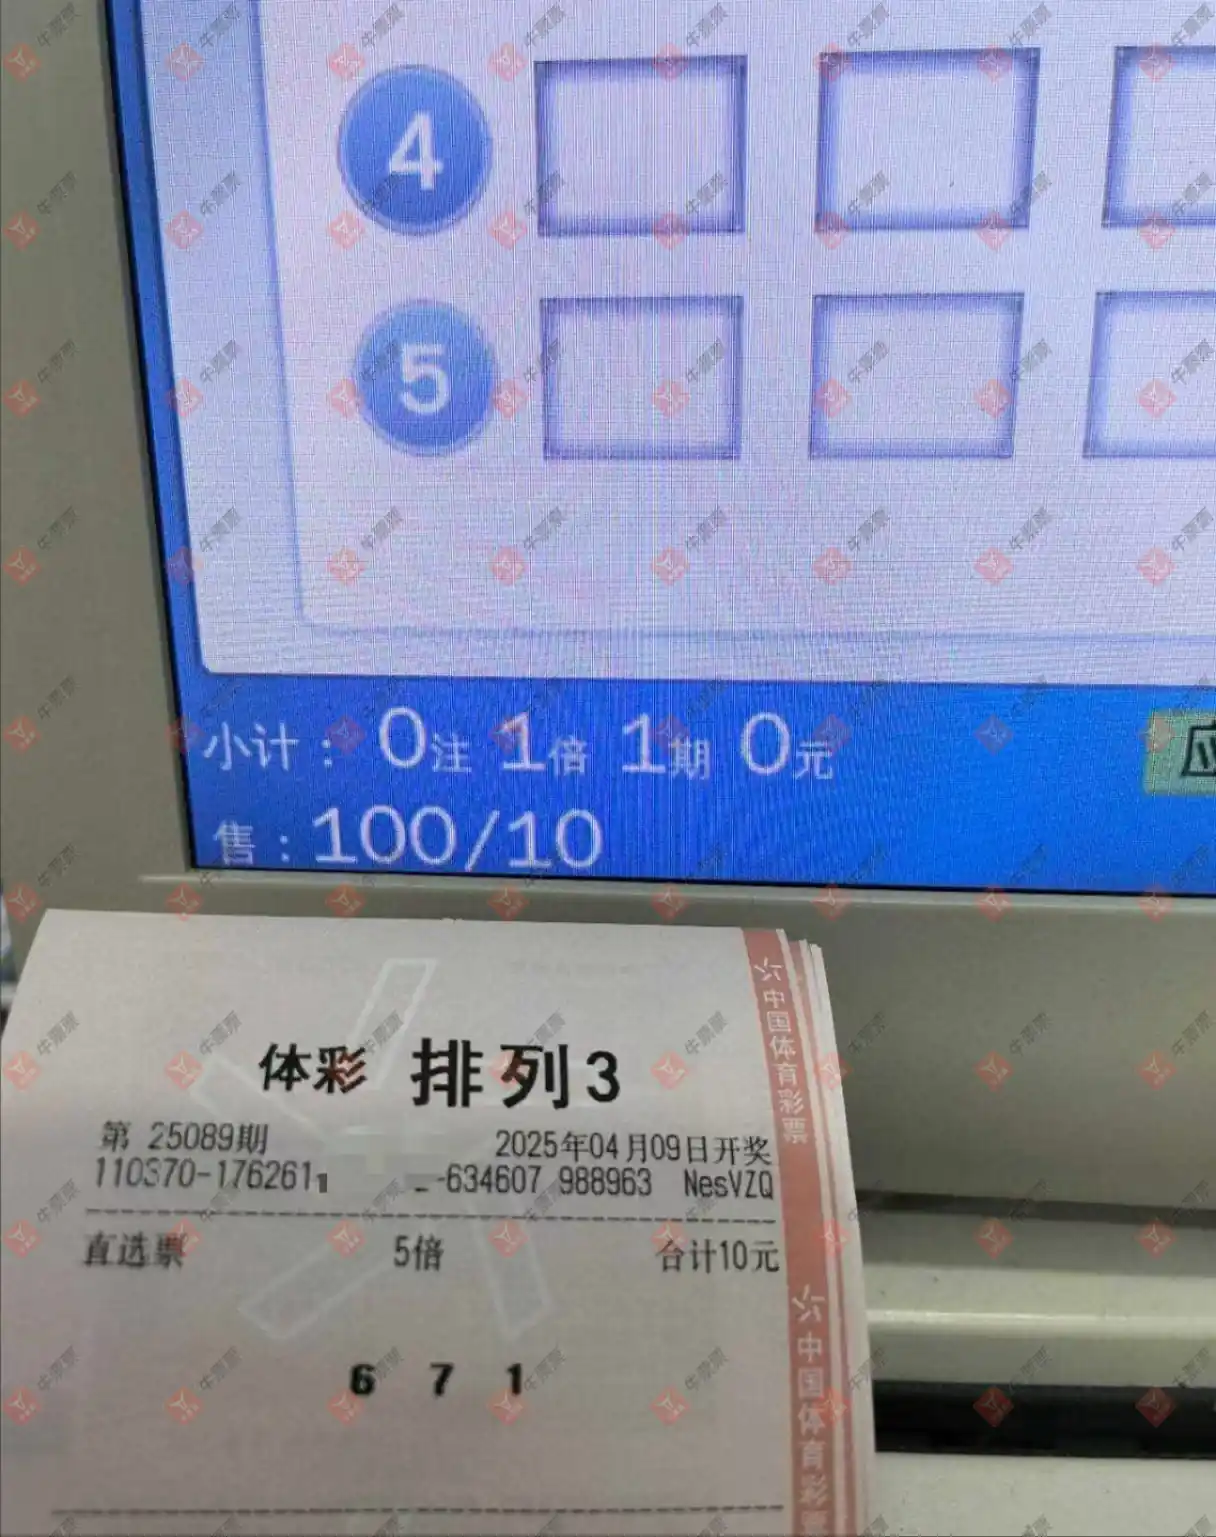 4
5
小计：0注 1倍 1期 0元
应
售：100/10
体彩 排列3
第 25089期 2025年04月09日开奖
110370-176261 -634607 988963 NesVZQ
直选票 5倍 合计10元
6 7 1
中国体育彩票
中国体育彩
牛票票